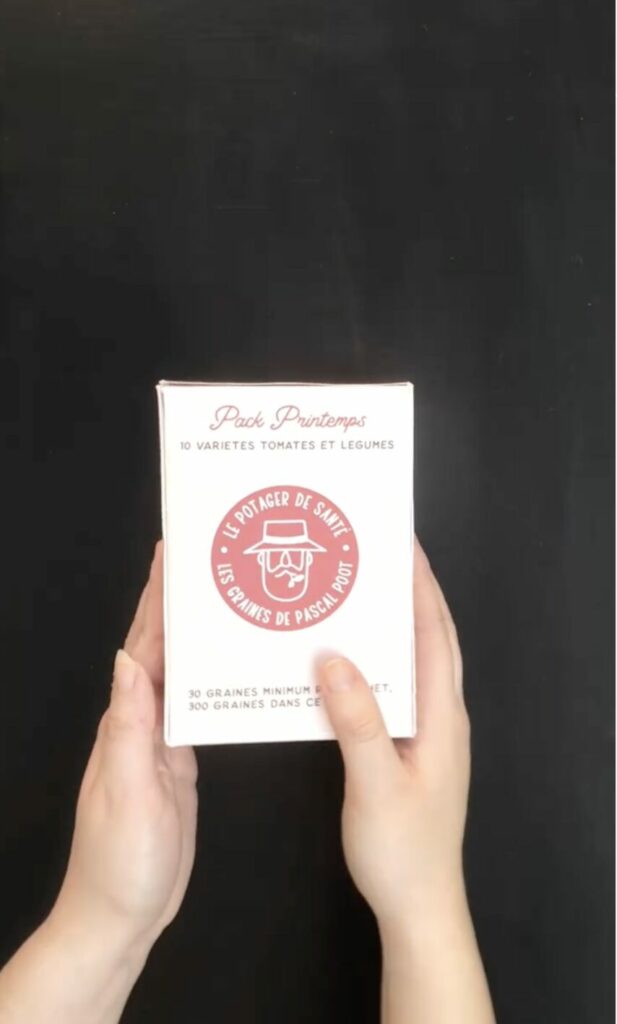 Pack Printemps
10 VARIETES TOMATES ET LEGUMES
LE POTAGER DE SANTÉ
LES GRAINES DE PASCAL POOT
30 GRAINES MINIMUM
300 GRAINES DANS